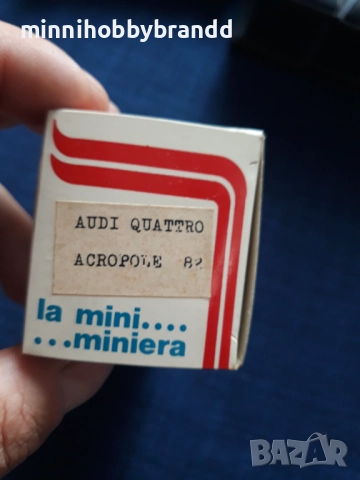 minnihobbybrandd
AUDI QUATTRO
ACROPOLE 82
la mini....
...miniera
BAZAR